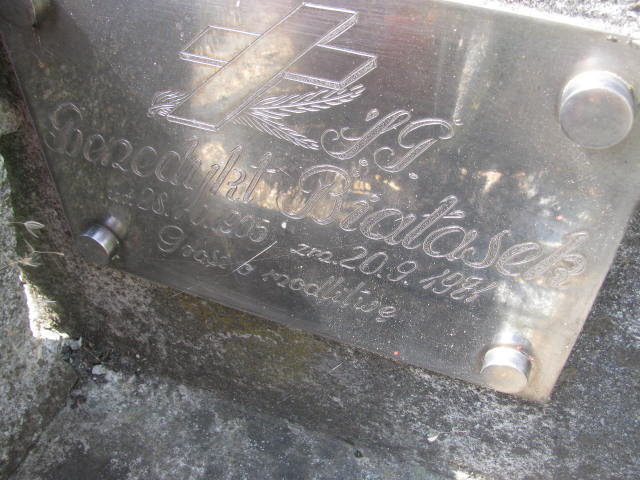 Ś.P.
Benedykt Białasek
zm. 20.9.1981
Prosi o modlitwę